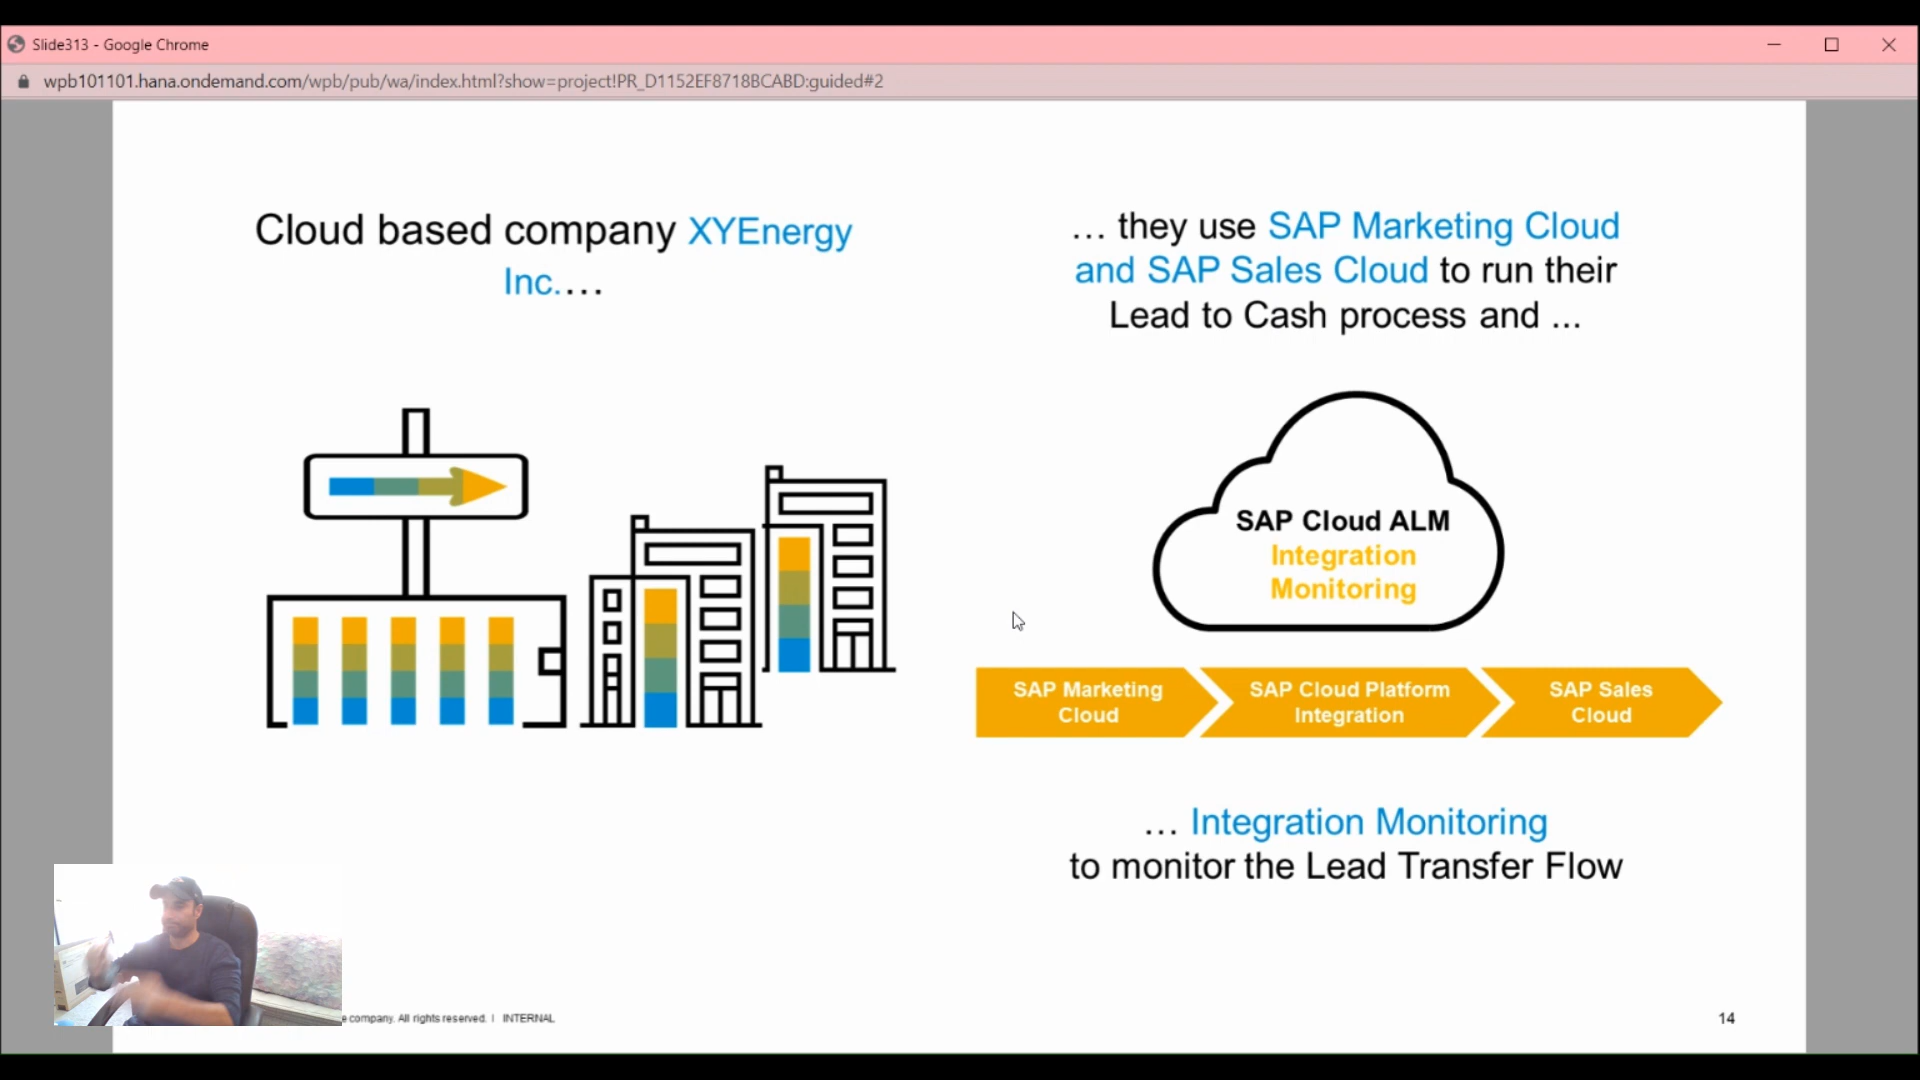 Slide313 - Google Chrome
wpb101101.hana.ondemand.com/wpb/pub/wa/index.html?show=project!PR_D1152EF8718BCABD:guided#2
Cloud based company XYEnergy
Inc.…
… they use SAP Marketing Cloud
and SAP Sales Cloud to run their
Lead to Cash process and ...
SAP Cloud ALM
Integration
Monitoring
SAP Marketing
Cloud
SAP Cloud Platform
Integration
SAP Sales
Cloud
… Integration Monitoring
to monitor the Lead Transfer Flow
e company. All rights reserved. I INTERNAL
14